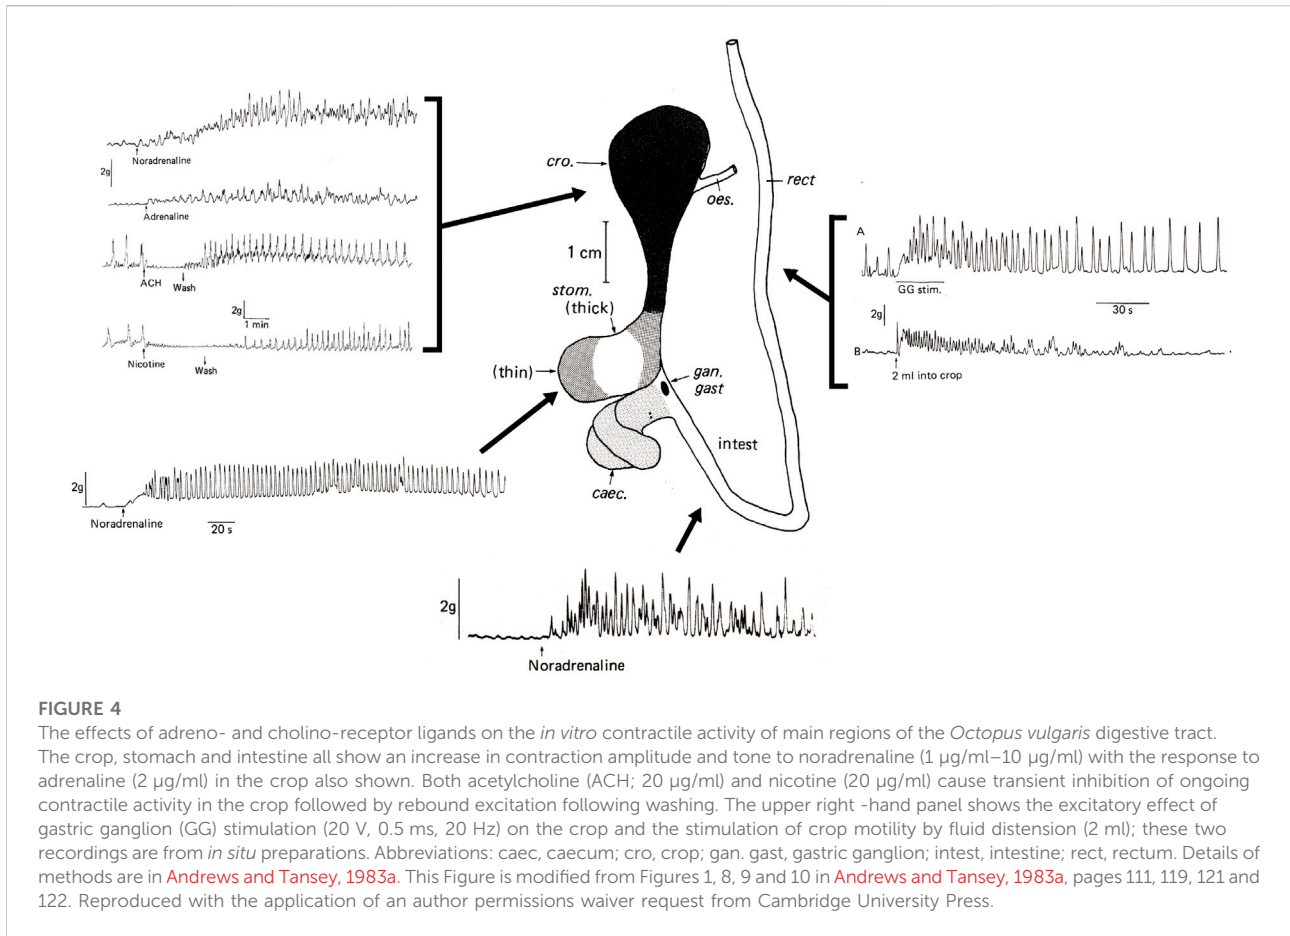 Noradrenaline
2g
Adrenaline
ACH
Wash
2g
1 min
Nicotine
Wash
2g
Noradrenaline
20 s
cro.
oes.
rect
1 cm
stom.
(thick)
(thin)
gan.
gast
intest
caec.
A
GG stim.
30 s
2g
B
2 ml into crop
2g
Noradrenaline
FIGURE 4
The effects of adreno- and cholino-receptor ligands on the in vitro contractile activity of main regions of the Octopus vulgaris digestive tract.
The crop, stomach and intestine all show an increase in contraction amplitude and tone to noradrenaline (1 µg/ml–10 µg/ml) with the response to
adrenaline (2 µg/ml) in the crop also shown. Both acetylcholine (ACH; 20 µg/ml) and nicotine (20 µg/ml) cause transient inhibition of ongoing
contractile activity in the crop followed by rebound excitation following washing. The upper right -hand panel shows the excitatory effect of
gastric ganglion (GG) stimulation (20 V, 0.5 ms, 20 Hz) on the crop and the stimulation of crop motility by fluid distension (2 ml); these two
recordings are from in situ preparations. Abbreviations: caec, caecum; cro, crop; gan. gast, gastric ganglion; intest, intestine; rect, rectum. Details of
methods are in Andrews and Tansey, 1983a. This Figure is modified from Figures 1, 8, 9 and 10 in Andrews and Tansey, 1983a, pages 111, 119, 121 and
122. Reproduced with the application of an author permissions waiver request from Cambridge University Press.